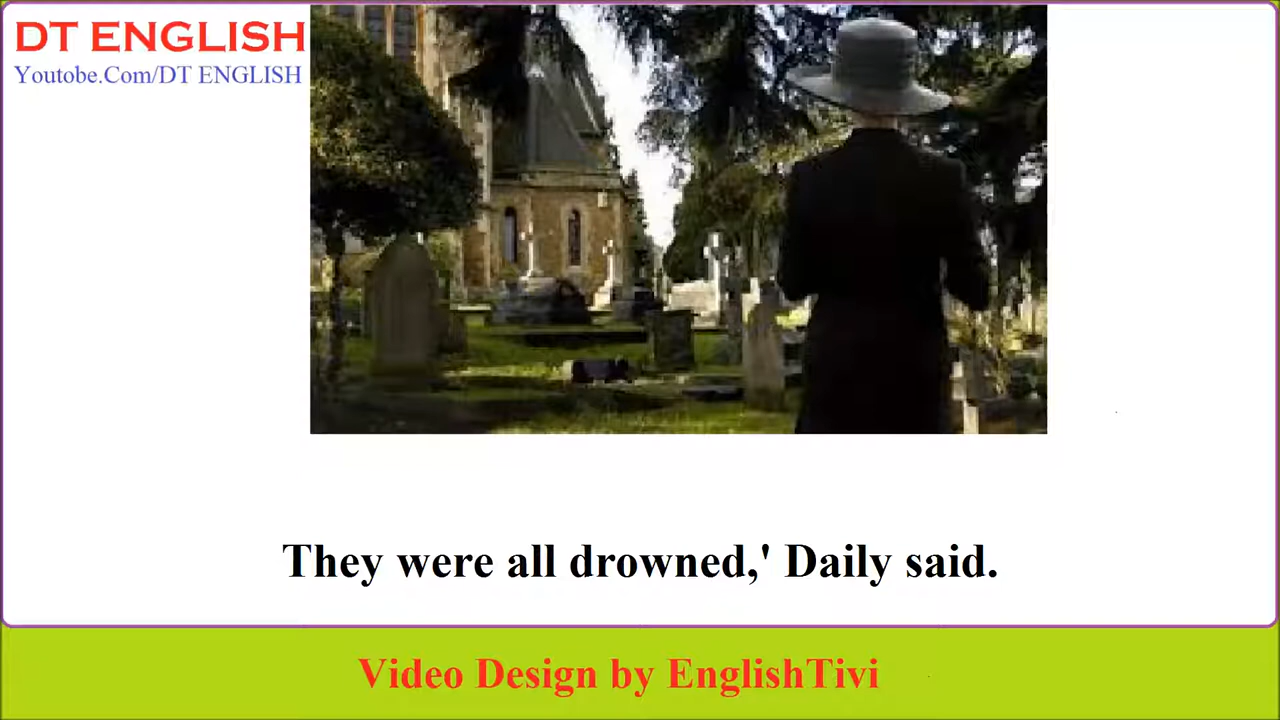 DT ENGLISH
Youtobe.Com/DT ENGLISH
They were all drowned,' Daily said.
Video Design by EnglishTivi